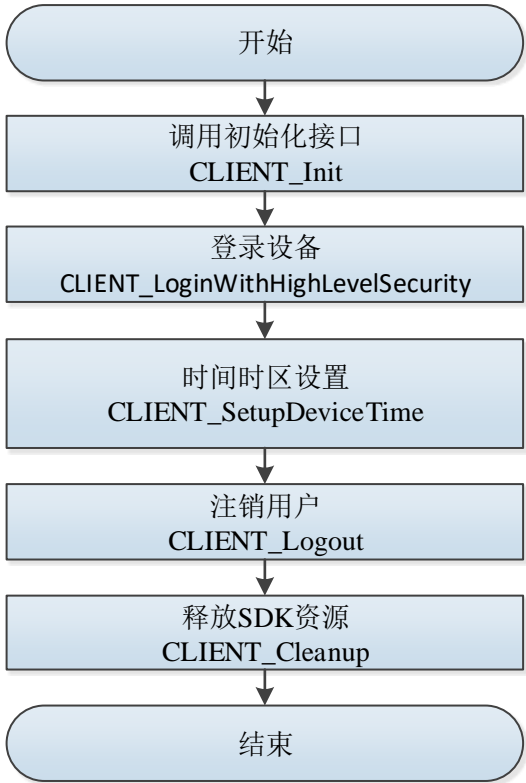 开始
调用初始化接口
CLIENT_Init
登录设备
CLIENT_LoginWithHighLevelSecurity
时间时区设置
CLIENT_SetupDeviceTime
注销用户
CLIENT_Logout
释放SDK资源
CLIENT_Cleanup
结束